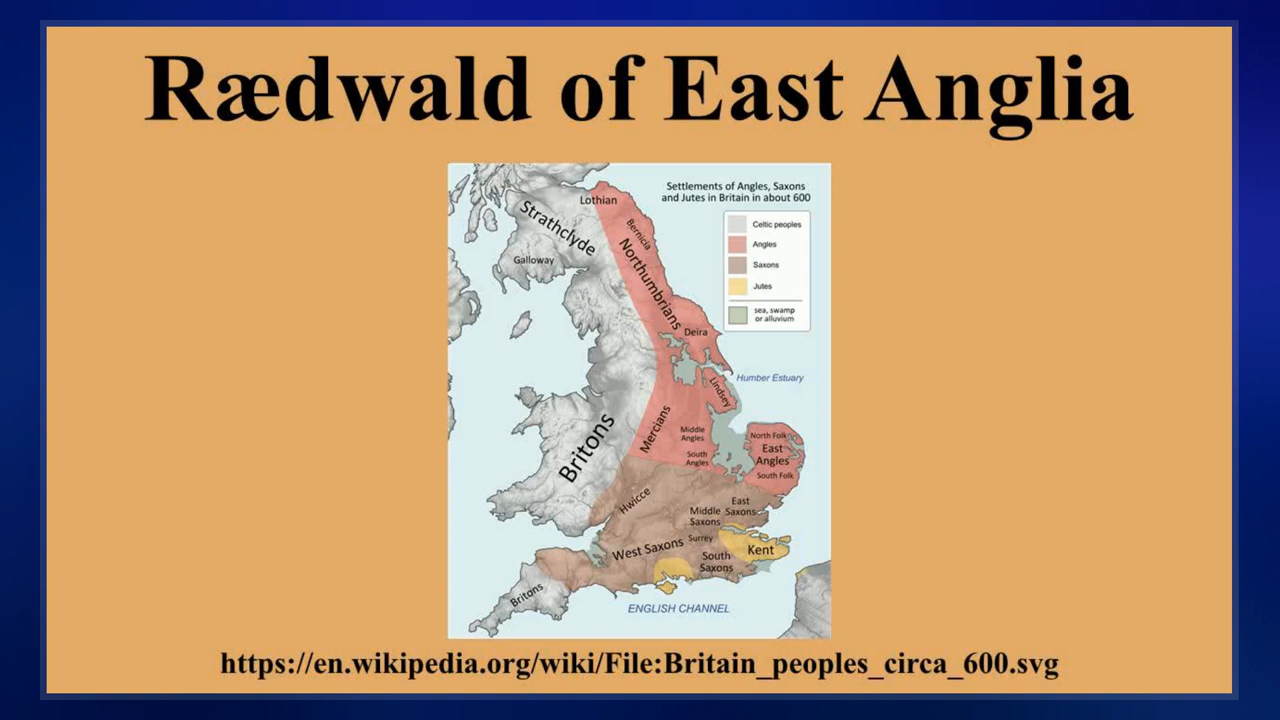 Rædwald of East Anglia
Settlements of Angles, Saxons
and Jutes in Britain in about 600
Celtic peoples
Angles
Saxons
Jutes
sea, swamp
or alluvium
Lothian
Strathclyde
Bernicia
Galloway
Northumbrians
Deira
Humber Estuary
Lindsey
Mercians
Britons
Middle
Angles
North Folk
East
Angles
South
Angles
South Folk
Hwicce
East
Saxons
Middle
Saxons
West Saxons
Surrey
Kent
South
Saxons
Britons
ENGLISH CHANNEL
https://en.wikipedia.org/wiki/File:Britain_peoples_circa_600.svg